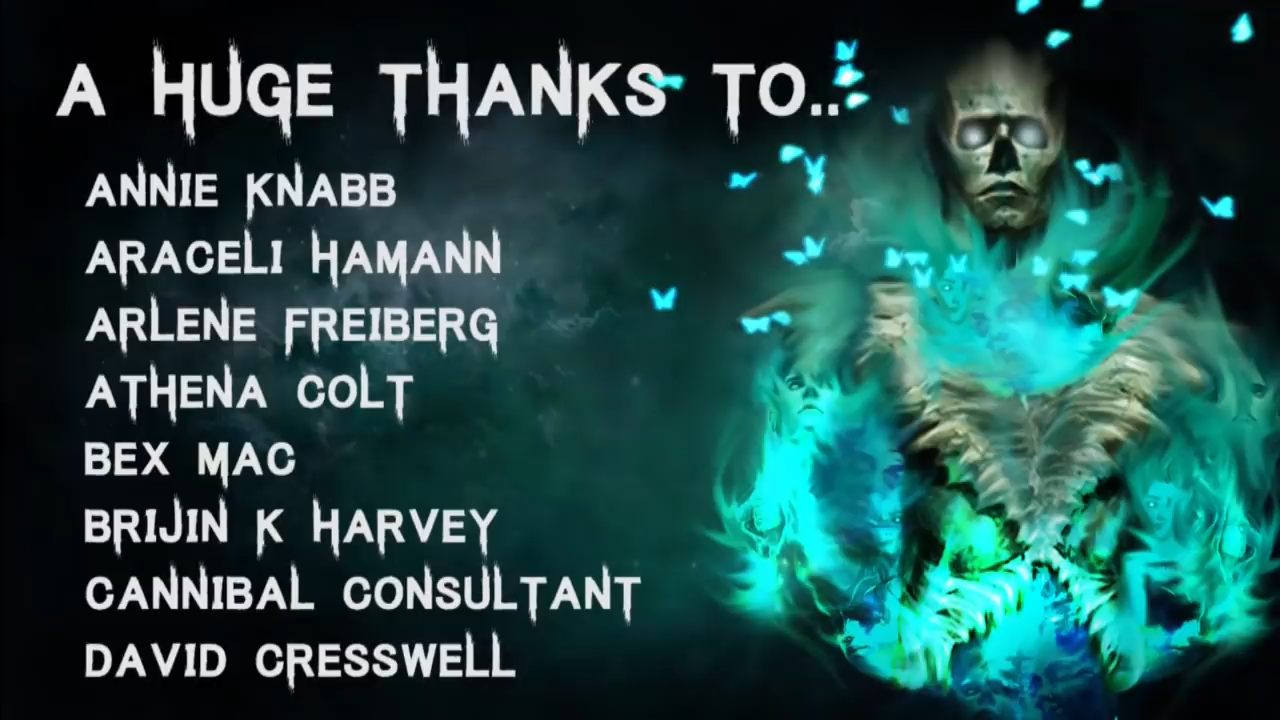 A HUGE THANKS TO..
ANNIE KNABB
ARACELI HAMANN
ARLENE FREIBERG
ATHENA COLT
BEX MAC
BRIJIN K HARVEY
CANNIBAL CONSULTANT
DAVID CRESSWELL